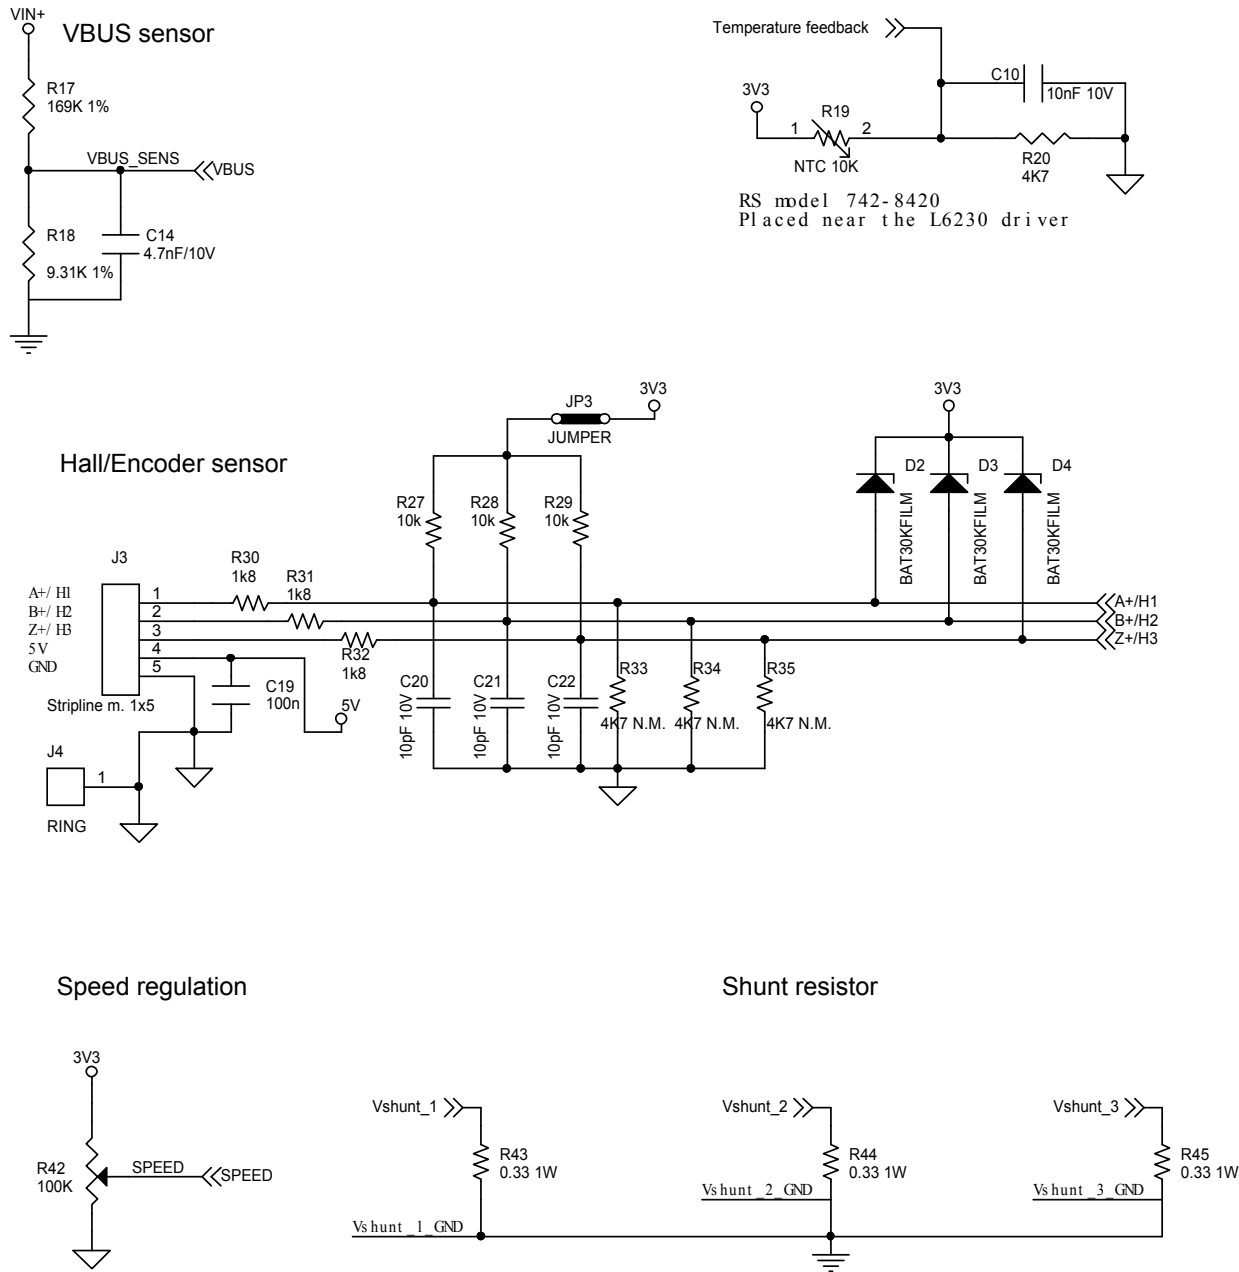 VIN+
VBUS sensor
R17
169K 1%
VBUS_SENS
VBUS
R18
9.31K 1%
C14
4.7nF/10V
Temperature feedback
C10
10nF 10V
3V3
R19
1
2
NTC 10K
R20
4K7
RS model 742-8420
Placed near the L6230 driver
Hall/Encoder sensor
JP3
JUMPER
3V3
3V3
R27
10k
R28
10k
R29
10k
D2
D3
D4
BAT30KFILM
BAT30KFILM
BAT30KFILM
J3
A+/H1
B+/H2
Z+/H3
5V
GND
1
2
3
4
5
Stripline m. 1x5
R30
1k8
R31
1k8
R32
1k8
A+/H1
B+/H2
Z+/H3
C19
100n
5V
C20
10pF 10V
C21
10pF 10V
C22
10pF 10V
R33
4K7 N.M.
R34
4K7 N.M.
R35
4K7 N.M.
J4
1
RING
Speed regulation
3V3
R42
100K
SPEED
SPEED
Shunt resistor
Vshunt_1
R43
0.33 1W
Vshunt_1_GND
Vshunt_2
R44
0.33 1W
Vshunt_2_GND
Vshunt_3
R45
0.33 1W
Vshunt_3_GND